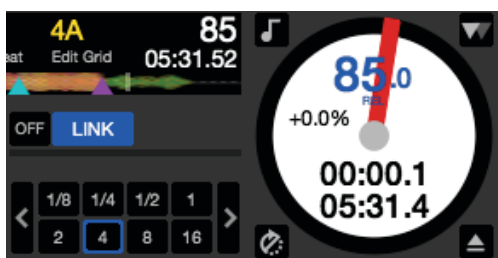 4A 85
eat Edit Grid 05:31.52
OFF LINK
1/8 1/4 1/2 1
2 4 8 16
85.0
REL
+0.0%
00:00.1
05:31.4